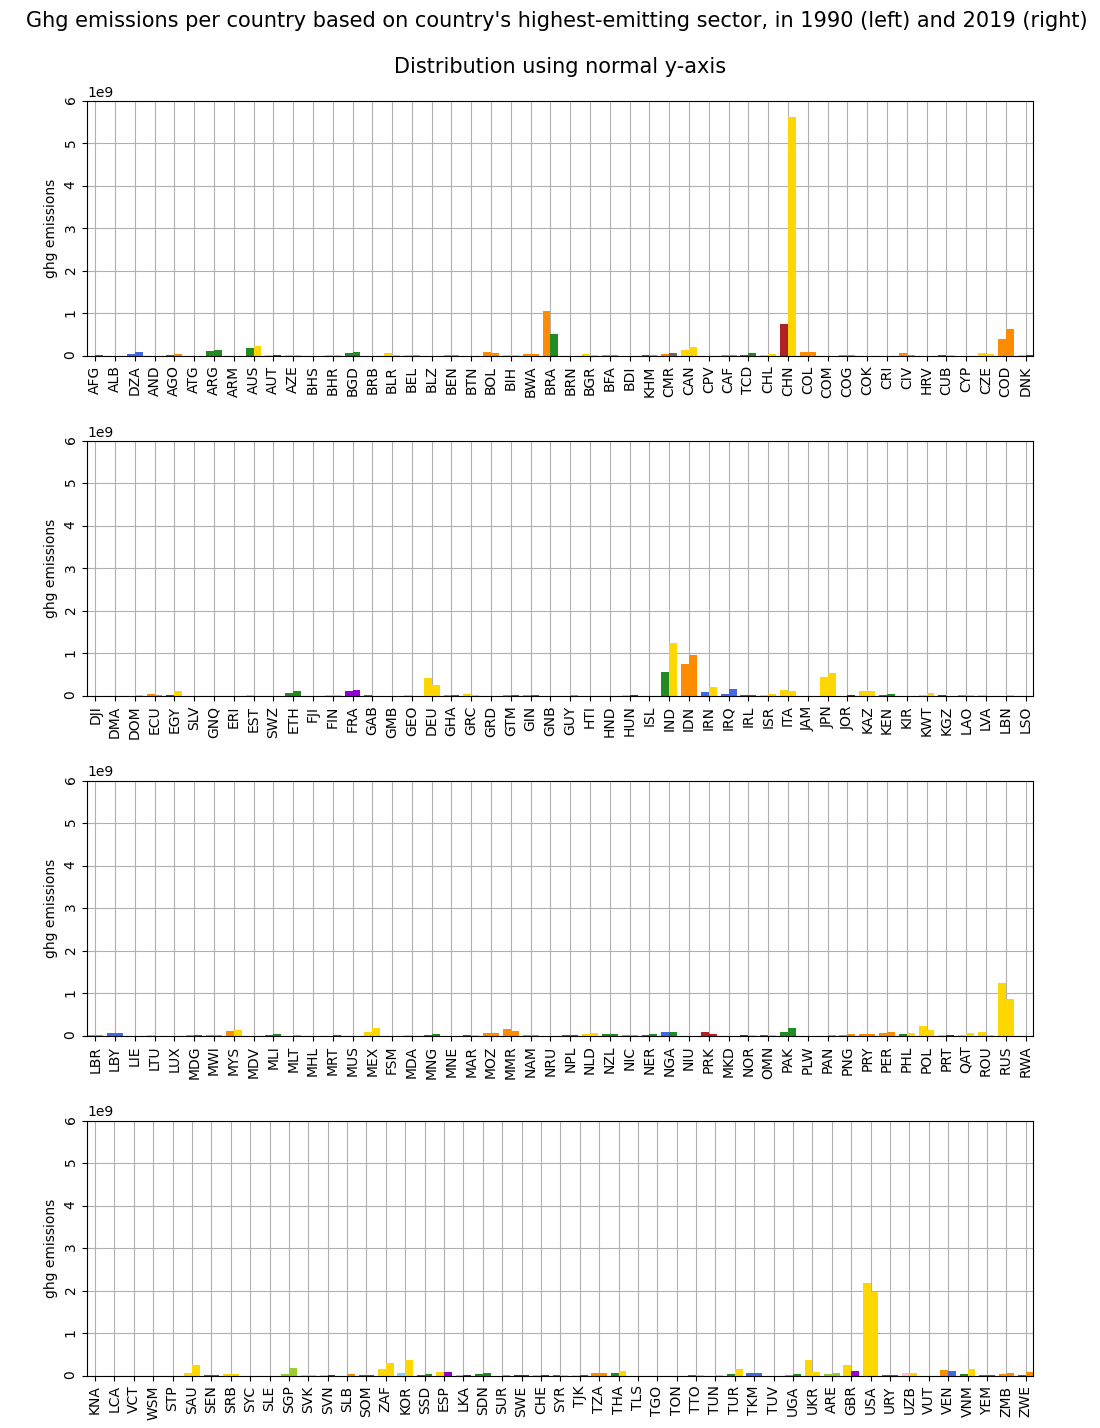 Ghg emissions per country based on country's highest-emitting sector, in 1990 (left) and 2019 (right)
Distribution using normal y-axis
1e9
6
5
4
3
2
1
0
ghg emissions
AFG ALB DZA AND AGO ATG ARG ARM AUS AUT AZE BHS BHR BGD BRB BLR BEL BLZ BEN BTN BOL BIH BWA BRA BRN BGR BFA BDI KHM CMR CAN CPV CAF TCD CHL CHN COL COM COG COK CRI CIV HRV CUB CYP CZE COD DNK
1e9
6
5
4
3
2
1
0
ghg emissions
DJI DMA DOM ECU EGY SLV GNQ ERI EST SWZ ETH FJI FIN FRA GAB GMB GEO DEU GHA GRC GRD GTM GIN GNB GUY HTI HND HUN ISL IND IDN IRN IRQ IRL ISR ITA JAM JPN JOR KAZ KEN KIR KWT KGZ LAO LVA LBN LSO
1e9
6
5
4
3
2
1
0
ghg emissions
LBR LBY LIE LTU LUX MDG MWI MYS MDV MLI MLT MHL MRT MUS MEX FSM MDA MNG MNE MAR MOZ MMR NAM NRU NPL NLD NZL NIC NER NGA NIU PRK MKD NOR OMN PAK PLW PAN PNG PRY PER PHL POL PRT QAT ROU RUS RWA
1e9
6
5
4
3
2
1
0
ghg emissions
KNA LCA VCT WSM STP SAU SEN SRB SYC SLE SGP SVK SVN SLB SOM ZAF KOR SSD ESP LKA SDN SUR SWE CHE SYR TJK TZA THA TLS TGO TON TTO TUN TUR TKM TUV UGA UKR ARE GBR USA URY UZB VUT VEN VNM YEM ZMB ZWE